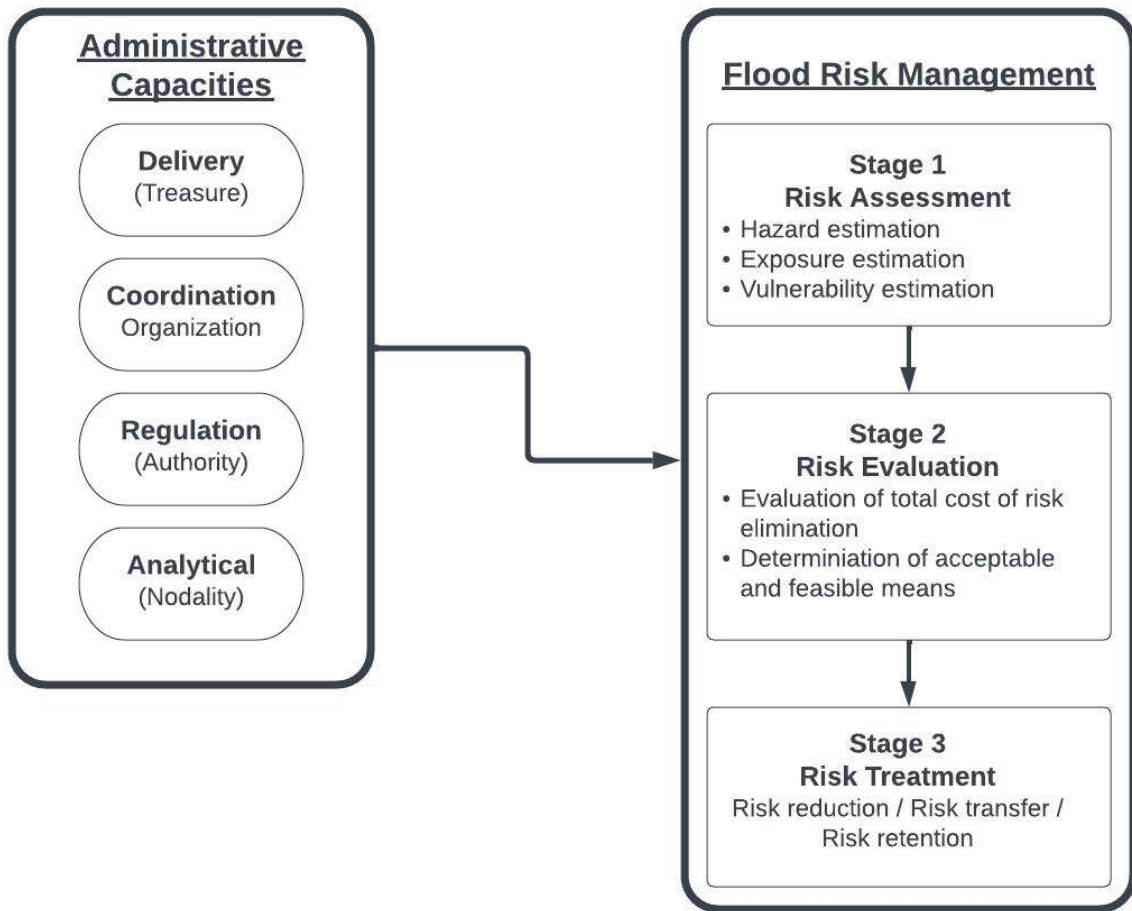 Administrative
Capacities
Delivery
(Treasure)
Coordination
Organization
Regulation
(Authority)
Analytical
(Nodality)
Flood Risk Management
Stage 1
Risk Assessment
• Hazard estimation
• Exposure estimation
• Vulnerability estimation
Stage 2
Risk Evaluation
• Evaluation of total cost of risk
elimination
• Determiniation of acceptable
and feasible means
Stage 3
Risk Treatment
Risk reduction / Risk transfer /
Risk retention